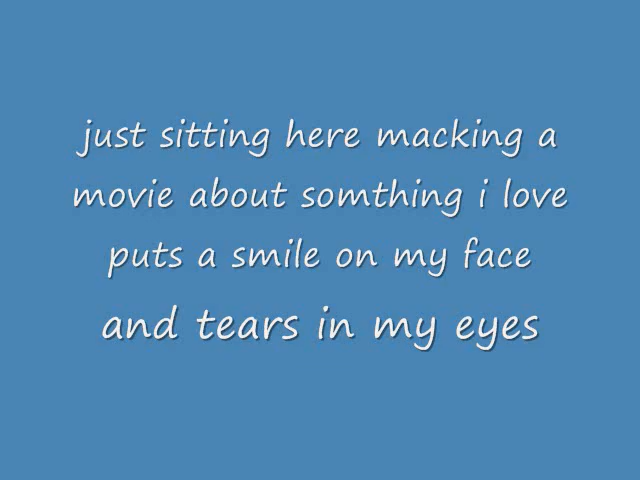 just sitting here macking a
movie about somthing i love
puts a smile on my face
and tears in my eyes